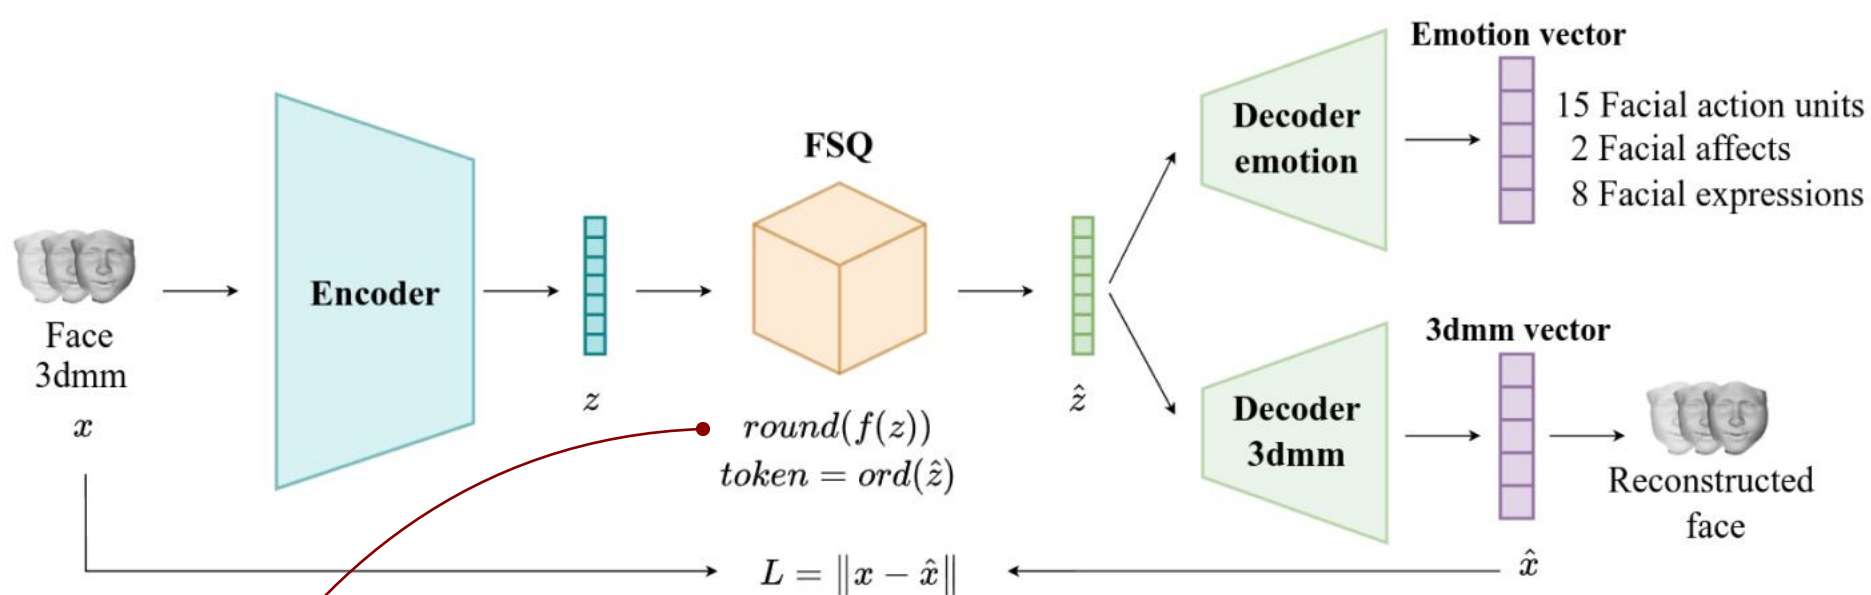 Face
3dmm
x
Encoder
z
FSQ
round(f(z))
token = ord(ẑ)
ẑ
Decoder
emotion
Emotion vector
15 Facial action units
2 Facial affects
8 Facial expressions
Decoder
3dmm
3dmm vector
x̂
Reconstructed
face
L = ‖x − x̂‖